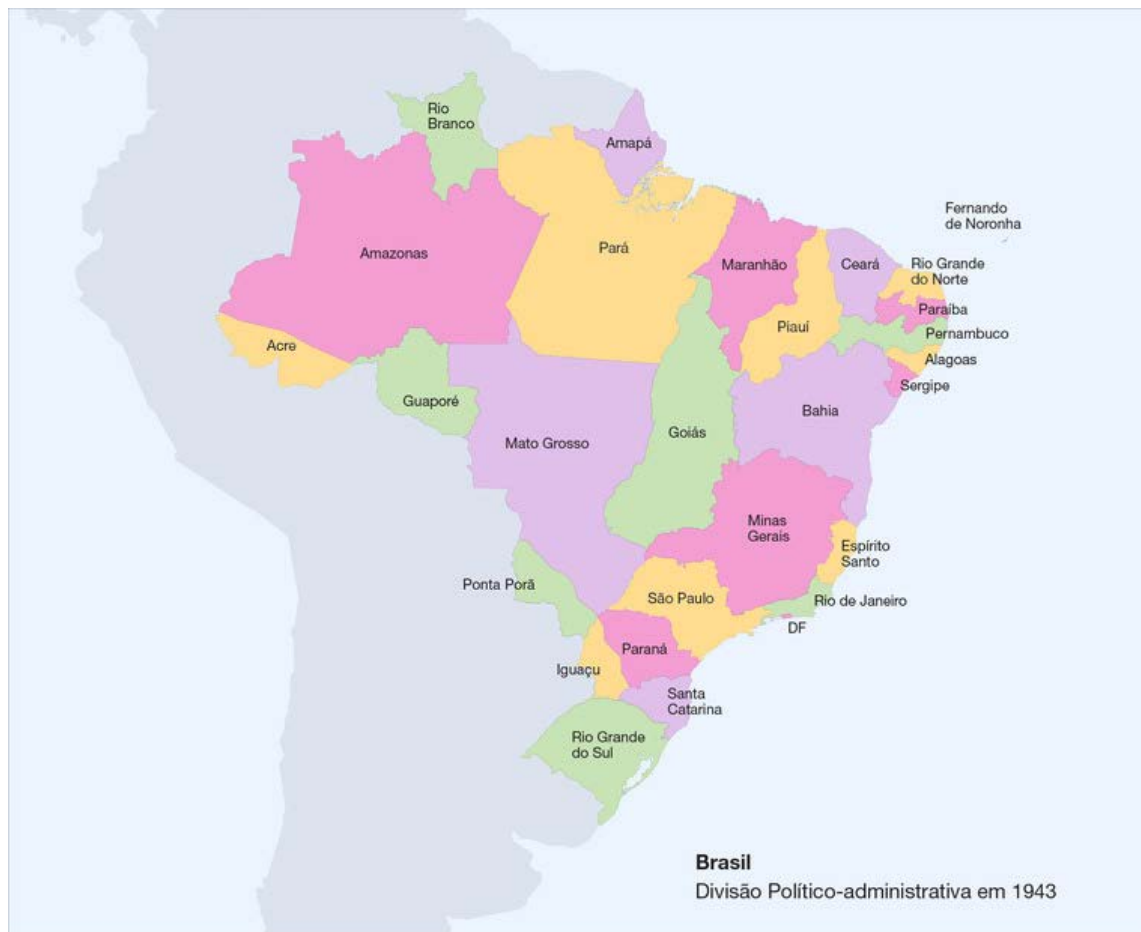 Rio
Branco
Amapá
Fernando
de Noronha
Amazonas
Pará
Maranhão
Ceará
Rio Grande
do Norte
Paraíba
Piauí
Pernambuco
Acre
Alagoas
Sergipe
Guaporé
Bahia
Mato Grosso
Goiás
Minas
Gerais
Espírito
Santo
Ponta Porã
São Paulo
Rio de Janeiro
DF
Paraná
Iguaçu
Santa
Catarina
Rio Grande
do Sul
Brasil
Divisão Político-administrativa em 1943